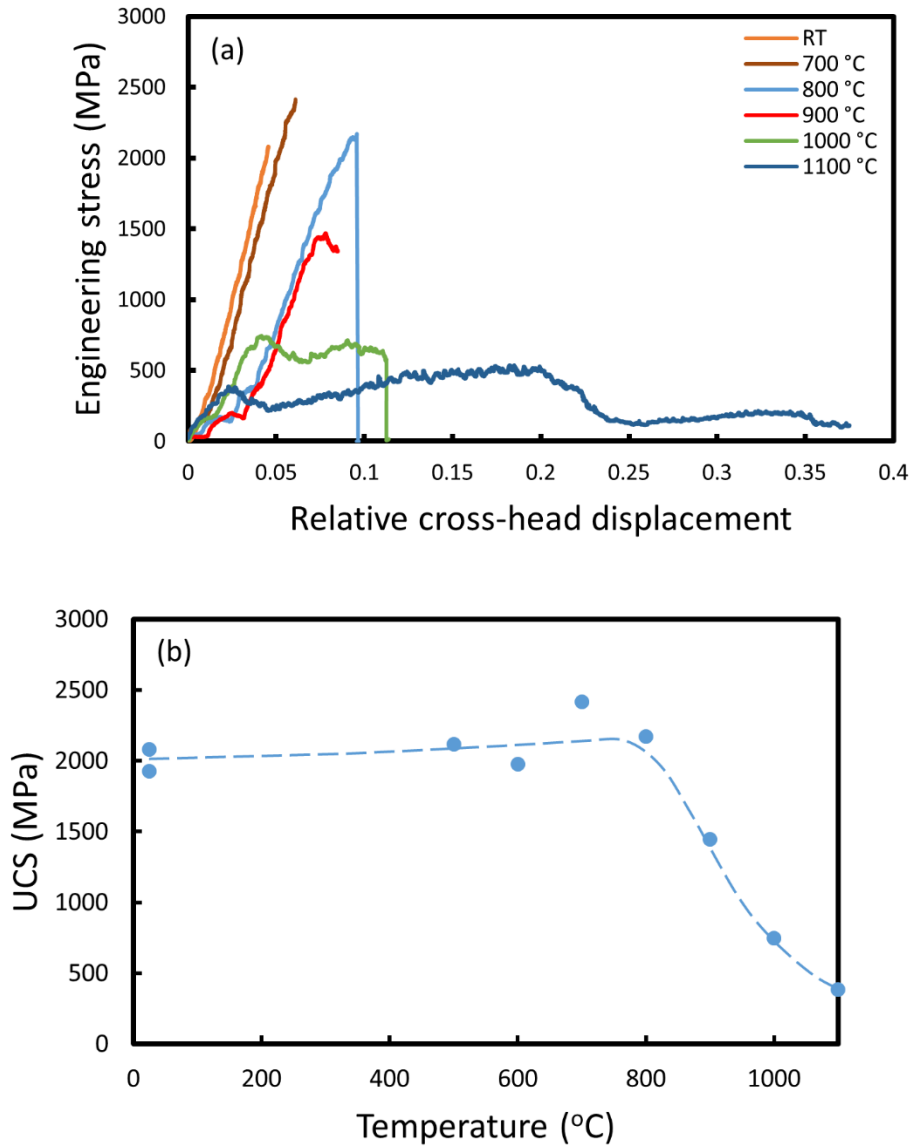 3000
(a)
RT
700 °C
2500
800 °C
900 °C
2000
1000 °C
1100 °C
1500
1000
500
0
Engineering stress (MPa)
0 0.05 0.1 0.15 0.2 0.25 0.3 0.35 0.4
Relative cross-head displacement
3000
(b)
2500
2000
1500
1000
500
0
UCS (MPa)
0 200 400 600 800 1000
Temperature (°C)